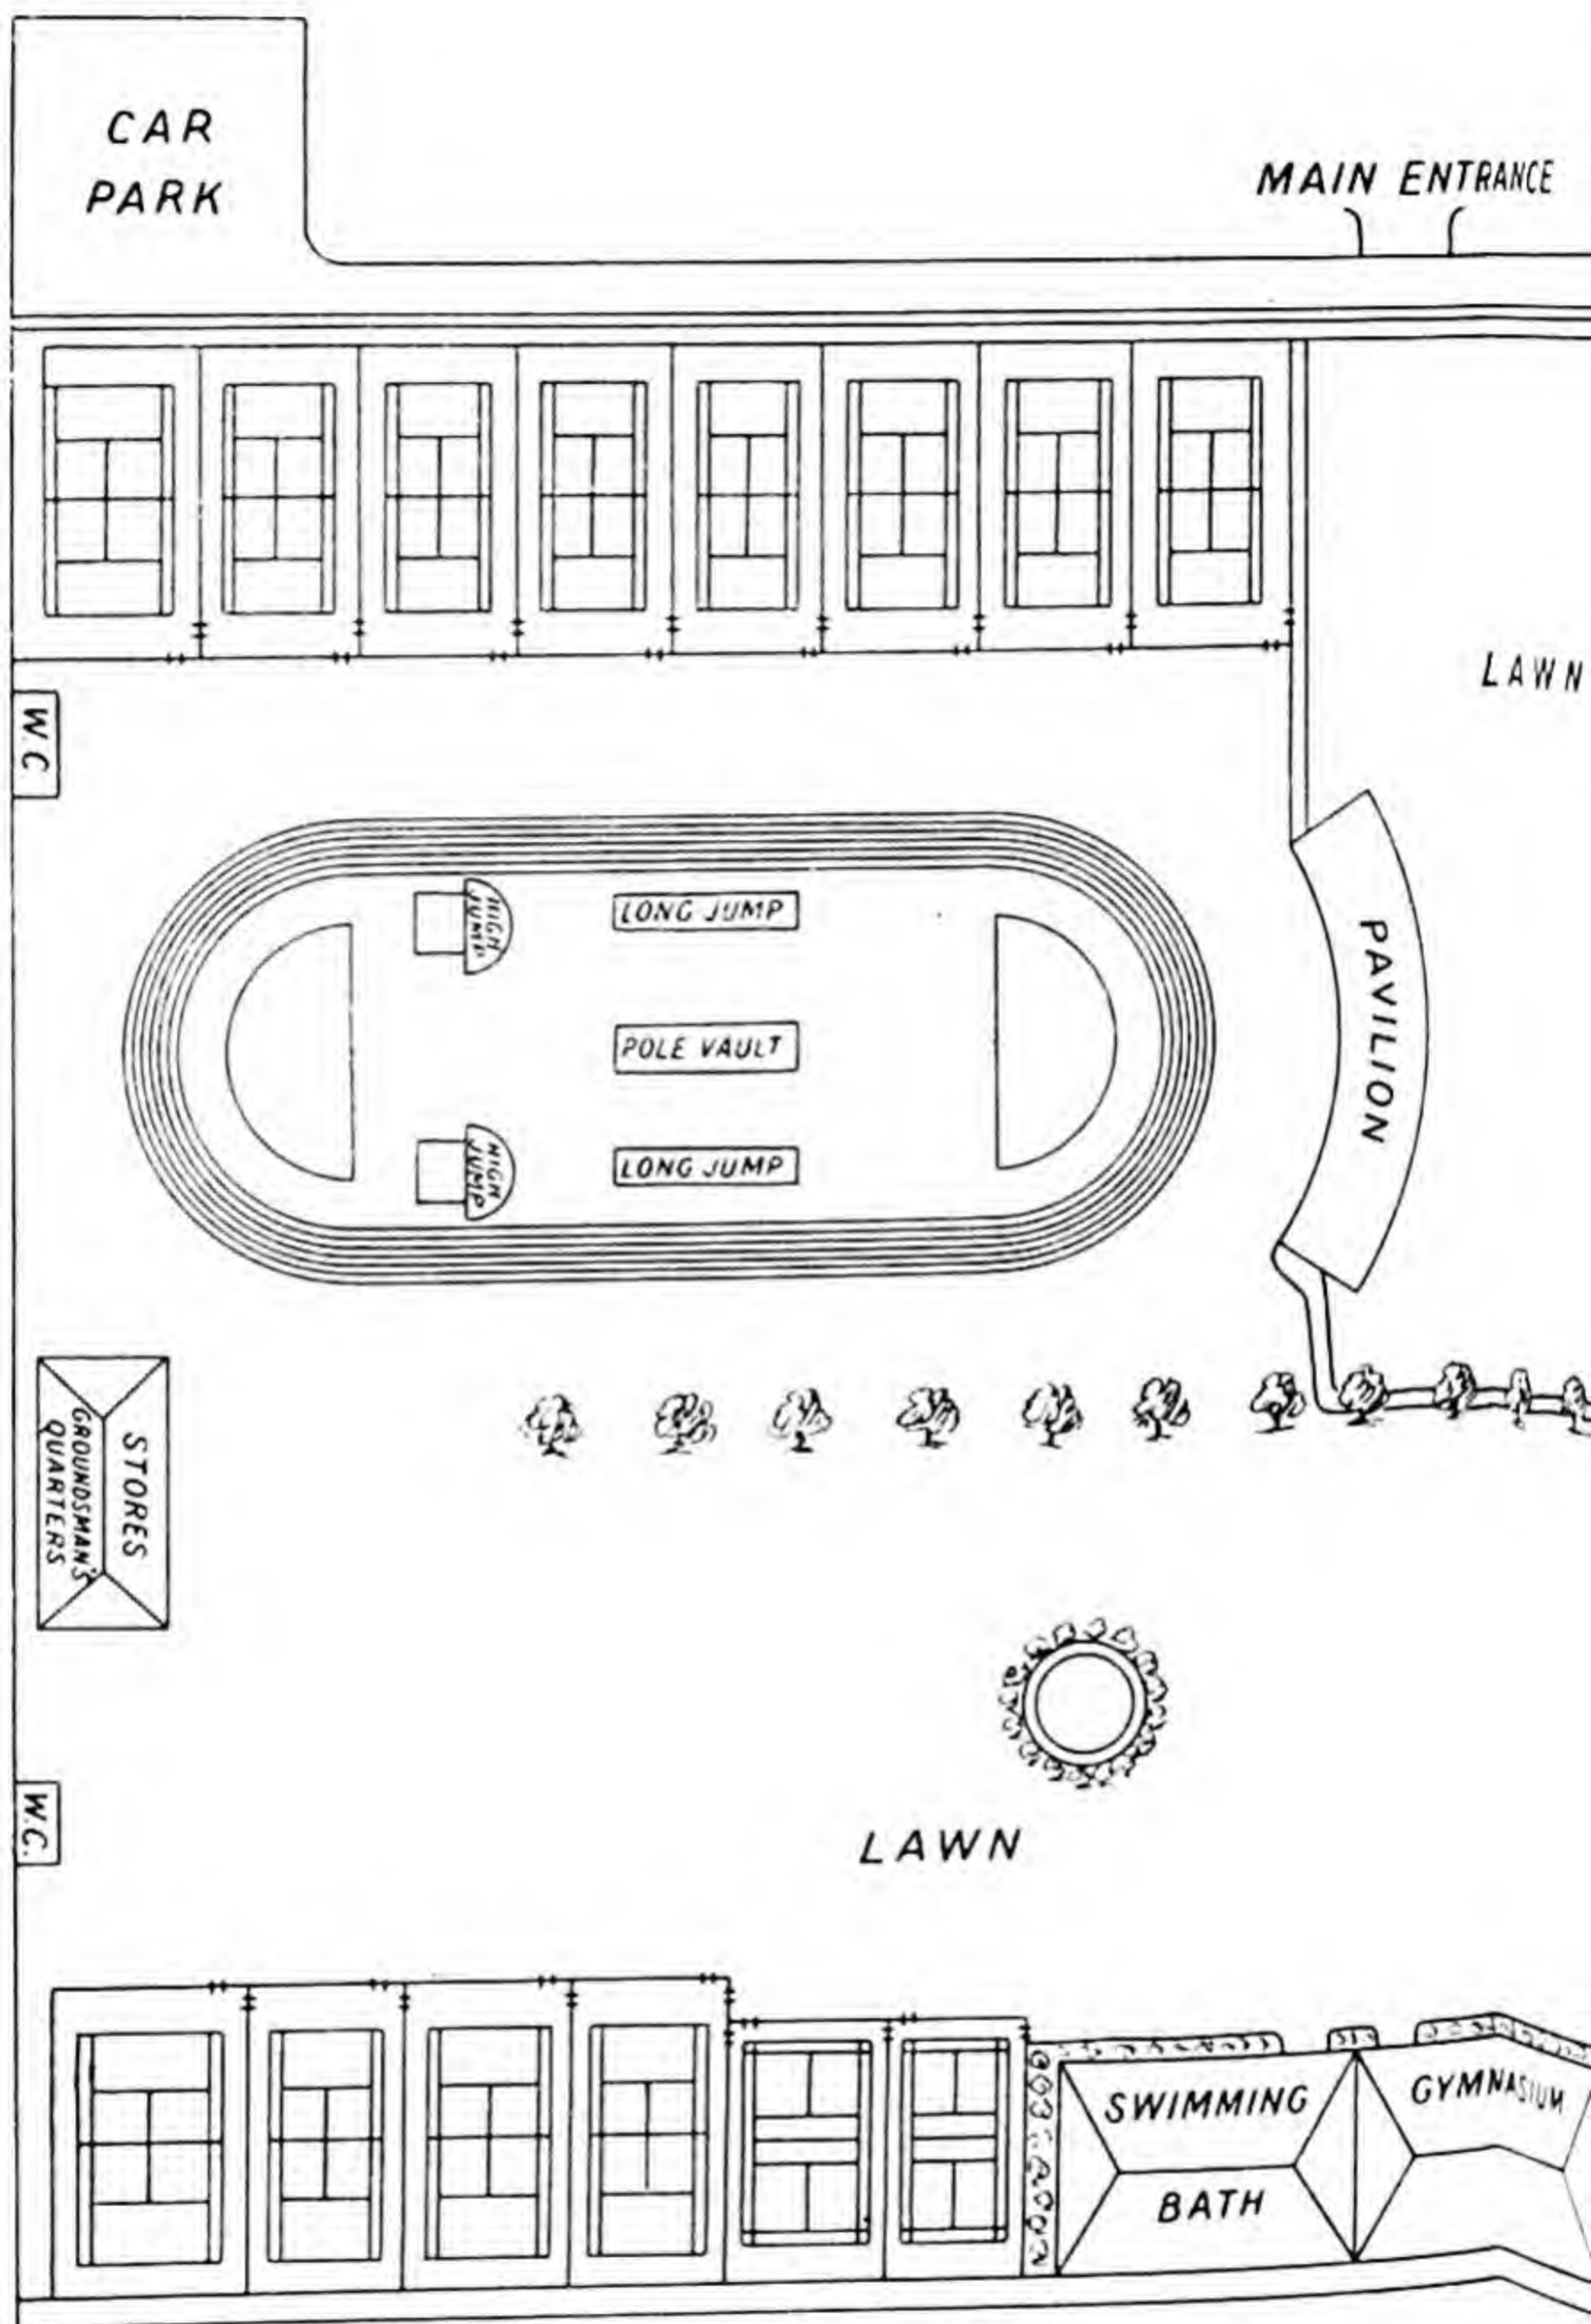 CAR
PARK
MAIN ENTRANCE
LAWN
W.C
HIGH
JUMP
LONG JUMP
PAVILION
POLE VAULT
HIGH
JUMP
LONG JUMP
STORES
GROUNDSMAN'S
QUARTERS
W.C.
LAWN
SWIMMING
BATH
GYMNASIUM